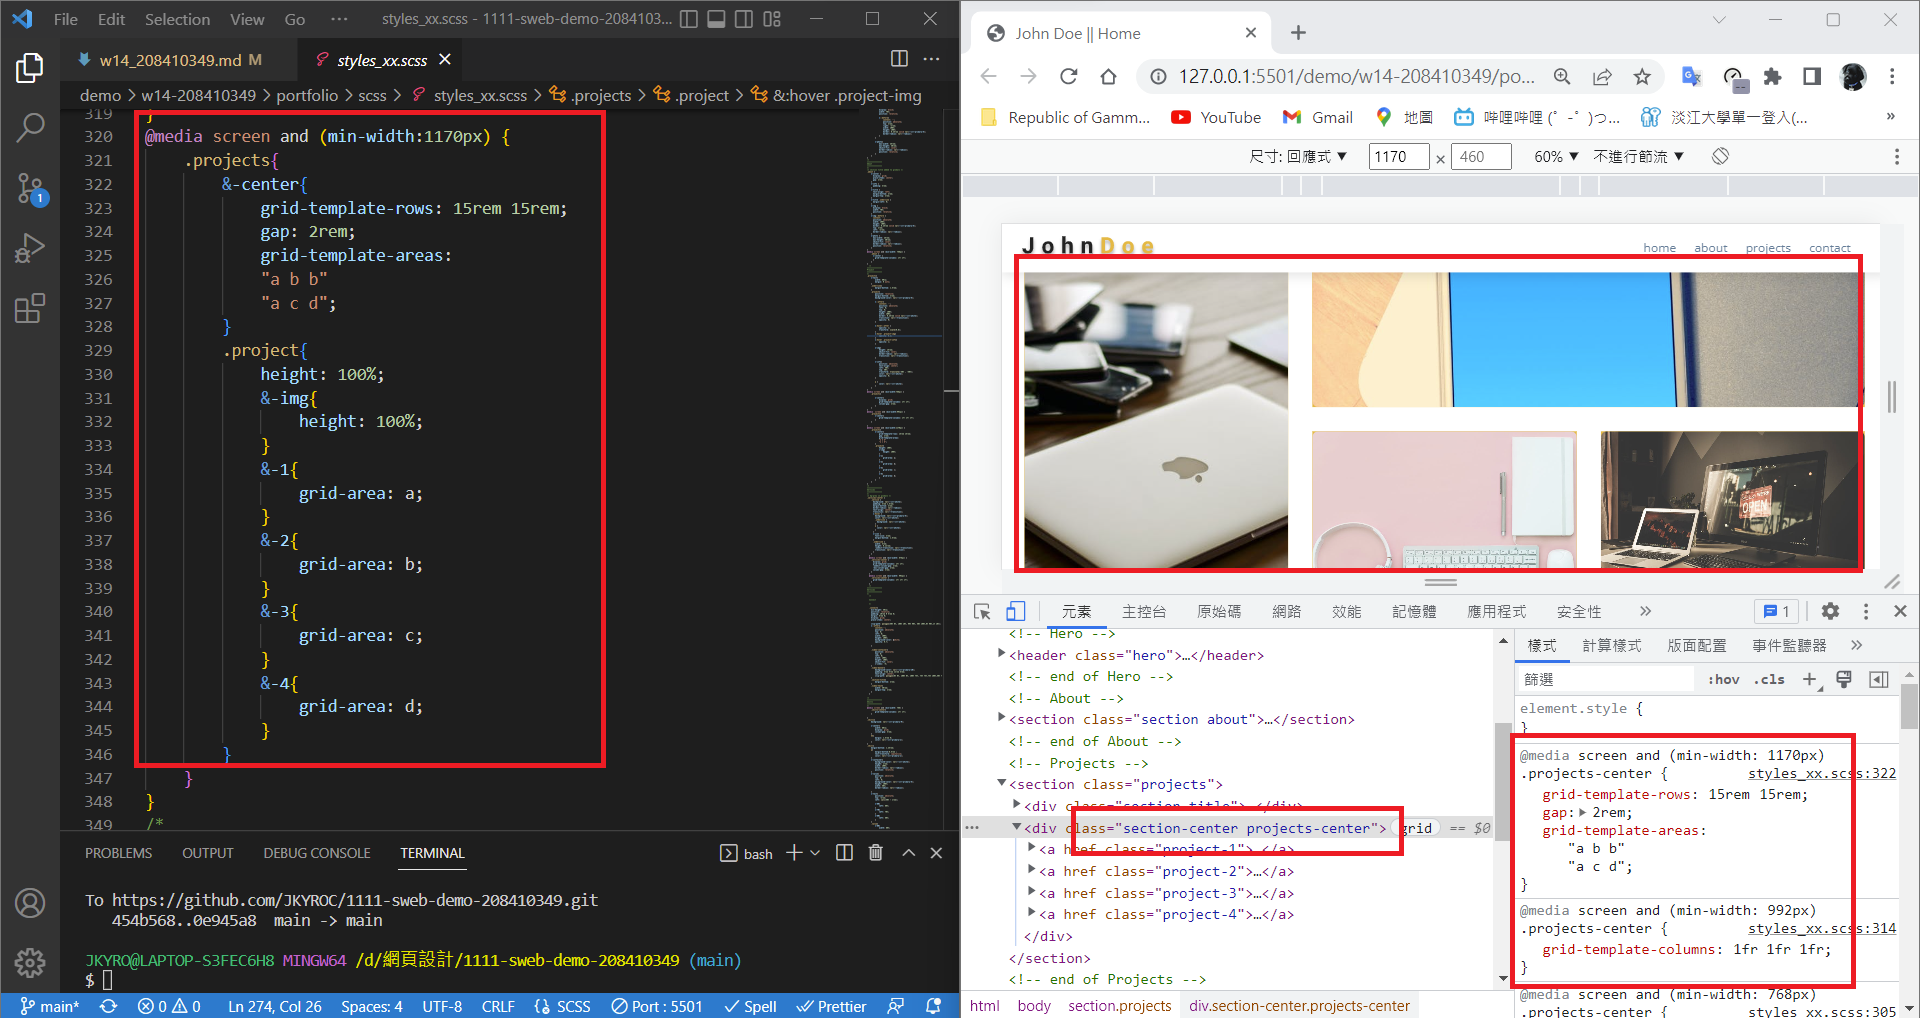 File Edit Selection View Go ··· styles_xx.scss - 1111-sweb-demo-2084103...
w14_208410349.md M styles_xx.scss
demo > w14-208410349 > portfolio > scss > styles_xx.scss > .projects > .project > &:hover .project-img
319 }
320 @media screen and (min-width:1170px) {
321 .projects{
322 &-center{
323 grid-template-rows: 15rem 15rem;
324 gap: 2rem;
325 grid-template-areas:
326 "a b b"
327 "a c d";
328 }
329 .project{
330 height: 100%;
331 &-img{
332 height: 100%;
333 }
334 &-1{
335 grid-area: a;
336 }
337 &-2{
338 grid-area: b;
339 }
340 &-3{
341 grid-area: c;
342 }
343 &-4{
344 grid-area: d;
345 }
346 }
347 }
348 }
349 /*
PROBLEMS OUTPUT DEBUG CONSOLE TERMINAL bash
To https://github.com/JKYROC/1111-sweb-demo-208410349.git
454b568..0e945a8 main -> main
JKYRO@LAPTOP-S3FEC6H8 MINGW64 /d/網頁設計/1111-sweb-demo-208410349 (main)
$
1
main* 0 0 Ln 274, Col 26 Spaces: 4 UTF-8 CRLF SCSS Port : 5501 Spell Prettier
John Doe || Home
127.0.0.1:5501/demo/w14-208410349/po...
Republic of Gamm... YouTube Gmail 地圖 哔哩哔哩 (゜-゜)つ... 淡江大學單一登入(... »
尺寸: 回應式 ▼ 1170 × 460 60% ▼ 不進行節流 ▼
JohnDoe home about projects contact
OPEN
元素 主控台 原始碼 網路 效能 記憶體 應用程式 安全性 » 1
<!-- Hero -->
<header class="hero">…</header>
<!-- end of Hero -->
<!-- About -->
<section class="section about">…</section>
<!-- end of About -->
<!-- Projects -->
<section class="projects">
<div class="section-title">…</div>
<div class="section-center projects-center"> grid == $0
<a href class="project-1">…</a>
<a href class="project-2">…</a>
<a href class="project-3">…</a>
<a href class="project-4">…</a>
</div>
</section>
<!-- end of Projects -->
html body section.projects div.section-center.projects-center
樣式 計算樣式 版面配置 事件監聽器 »
篩選 :hov .cls +
element.style {
}
@media screen and (min-width: 1170px)
.projects-center { styles_xx.scss:322
grid-template-rows: 15rem 15rem;
gap: 2rem;
grid-template-areas:
"a b b"
"a c d";
}
@media screen and (min-width: 992px)
.projects-center { styles_xx.scss:314
grid-template-columns: 1fr 1fr 1fr;
}
@media screen and (min-width: 768px)
.projects-center { styles_xx.scss:305